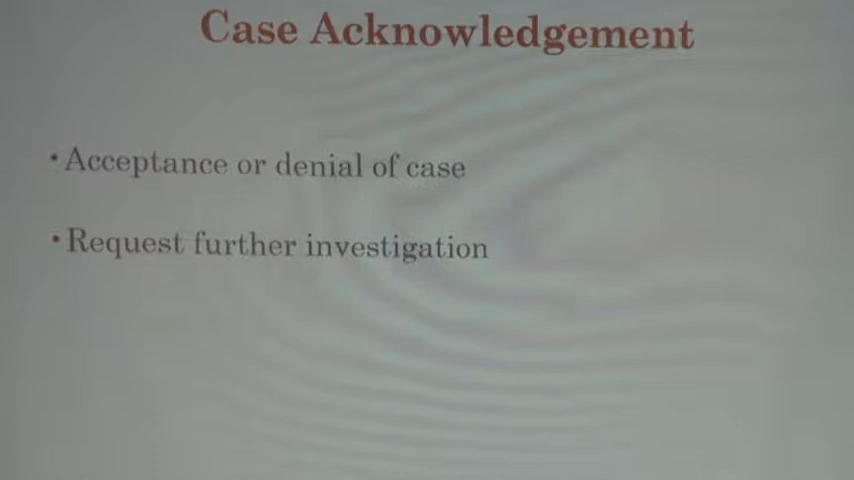 Case Acknowledgement
•Acceptance or denial of case
•Request further investigation